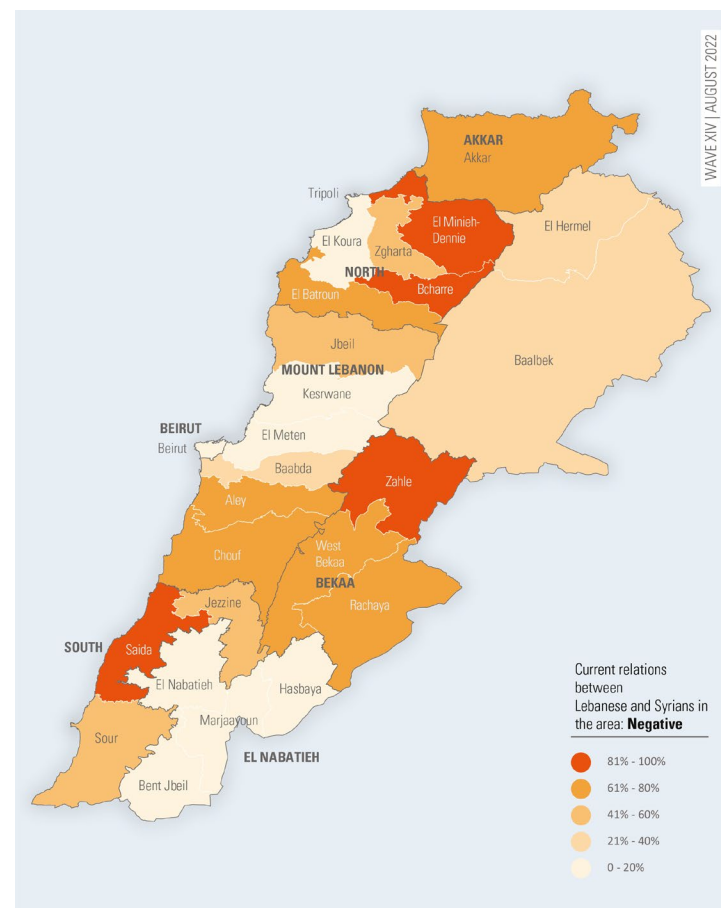 WAVE XIV | AUGUST 2022
AKKAR
Akkar
Tripoli
El Minieh-
Dennie
El Hermel
El Koura
Zgharta
NORTH
Bcharre
El Batroun
Jbeil
Baalbek
MOUNT LEBANON
Kesrwane
BEIRUT
Beirut
El Meten
Baabda
Zahle
Aley
West
Bekaa
Chouf
BEKAA
Jezzine
Rachaya
SOUTH
Saida
El Nabatieh
Hasbaya
Marjaayoun
Sour
EL NABATIEH
Bent Jbeil
Current relations
between
Lebanese and Syrians in
the area: Negative
81% - 100%
61% - 80%
41% - 60%
21% - 40%
0 - 20%